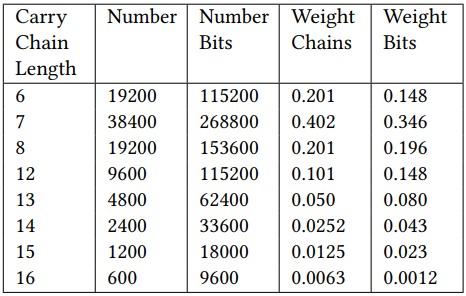 Carry Chain Length Number Number Bits Weight Chains Weight Bits
6 19200 115200 0.201 0.148
7 38400 268800 0.402 0.346
8 19200 153600 0.201 0.196
12 9600 115200 0.101 0.148
13 4800 62400 0.050 0.080
14 2400 33600 0.0252 0.043
15 1200 18000 0.0125 0.023
16 600 9600 0.0063 0.0012